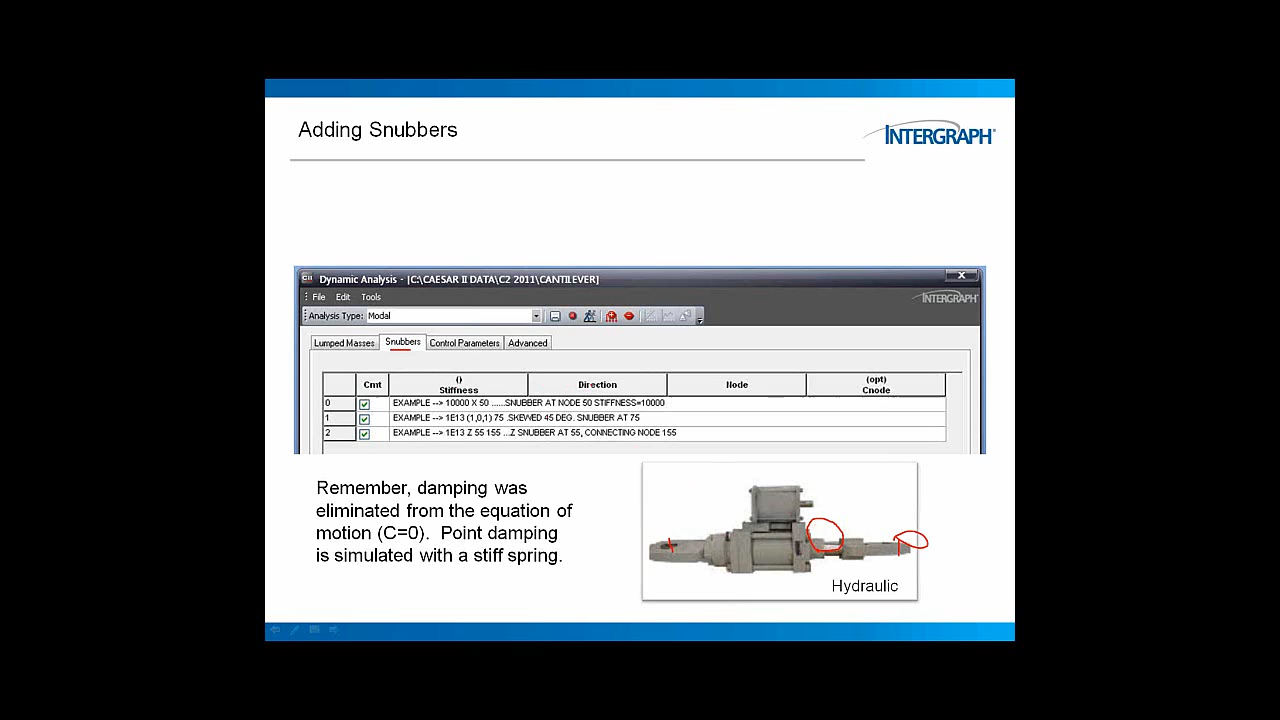 Adding Snubbers
INTERGRAPH
Dynamic Analysis - [C:\CAESAR II DATA\C2 2011\CANTILEVER]
File Edit Tools
INTERGRAPH
Analysis Type: Modal
Lumped Masses Snubbers Control Parameters Advanced
Cmt () Stiffness Direction Node (opt) Cnode
0 EXAMPLE --> 10000 X 50 ......SNUBBER AT NODE 50 STIFFNESS=10000
1 EXAMPLE --> 1E13 (1,0,1) 75 .SKEWED 45 DEG. SNUBBER AT 75
2 EXAMPLE --> 1E13 Z 55 155 ...Z SNUBBER AT 55, CONNECTING NODE 155
Remember, damping was
eliminated from the equation of
motion (C=0). Point damping
is simulated with a stiff spring.
Hydraulic